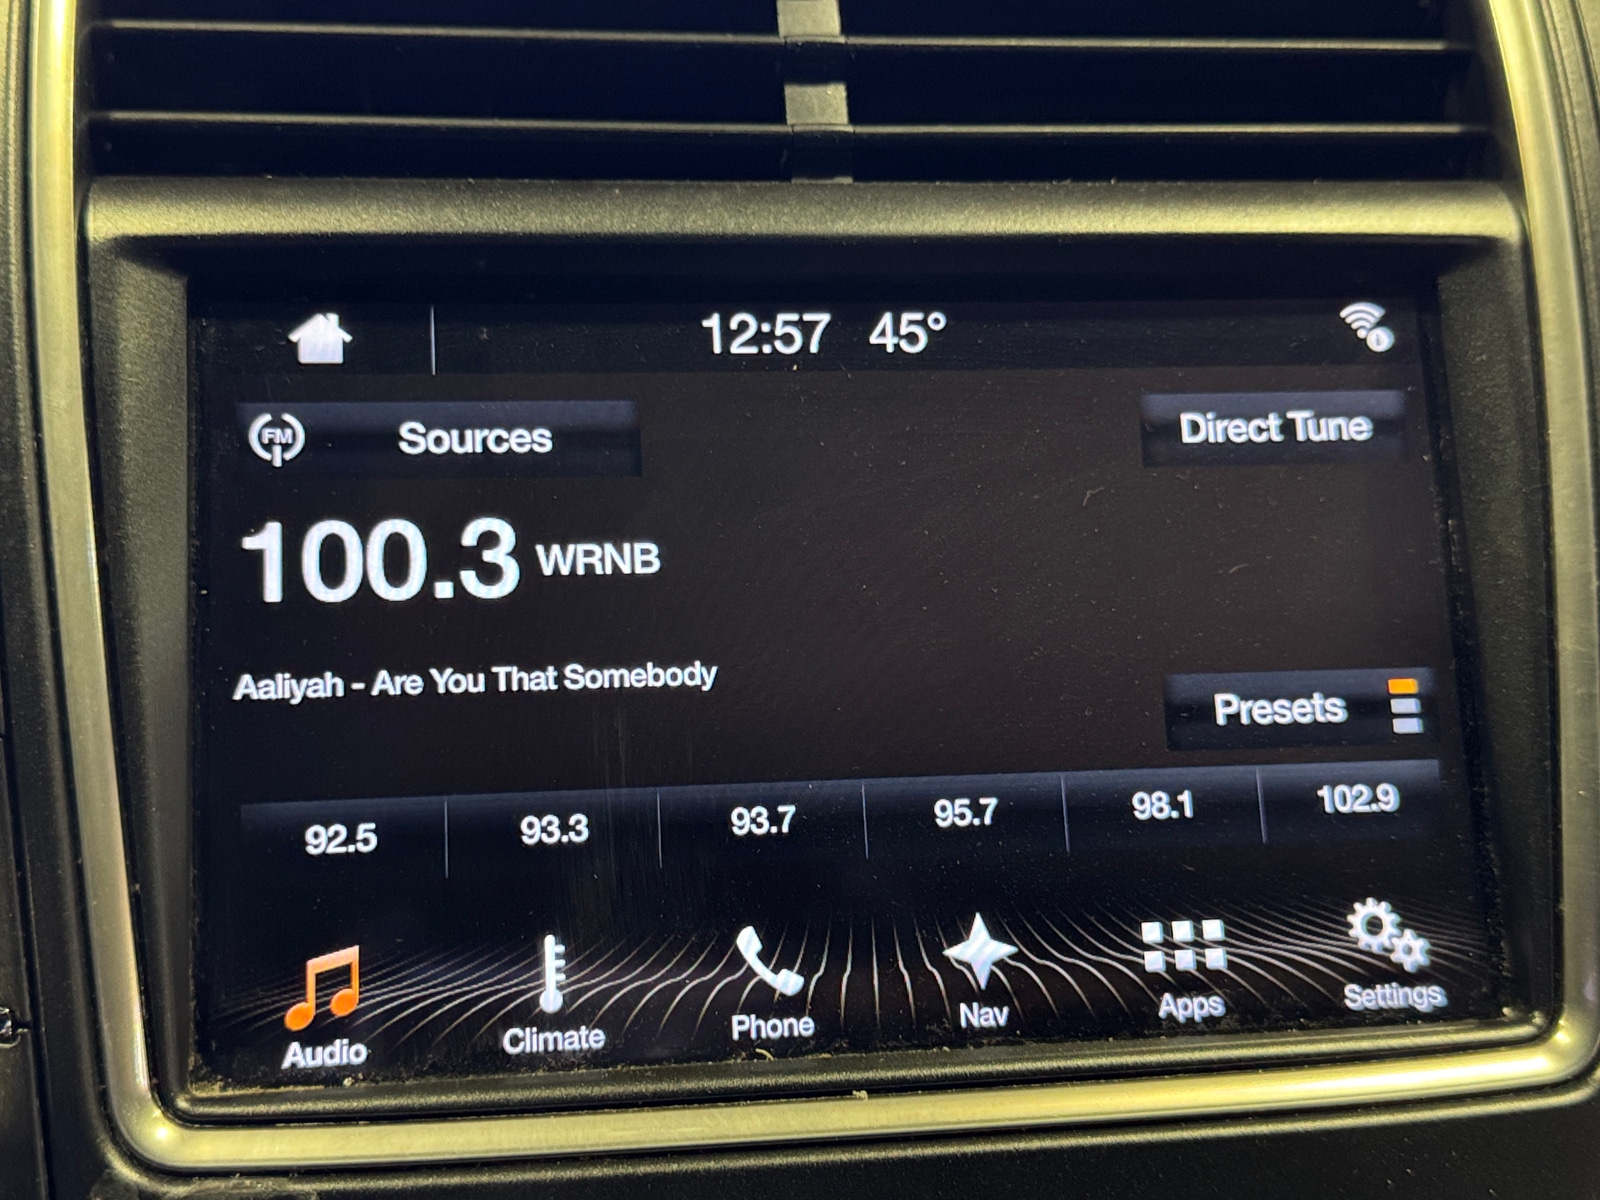 12:57 45°
FM Sources
Direct Tune
100.3 WRNB
Aaliyah - Are You That Somebody
Presets
92.5 93.3 93.7 95.7 98.1 102.9
Audio Climate Phone Nav Apps Settings